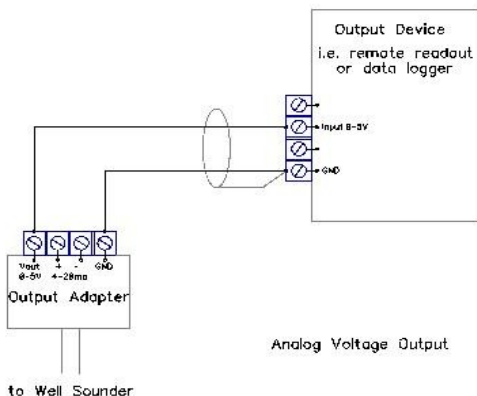 Output Device
i.e. remote readout
or data logger
Input 0-5V
GND
Vout + - GND
0-5V 4-20ma
Output Adapter
Analog Voltage Output
to Well Sounder